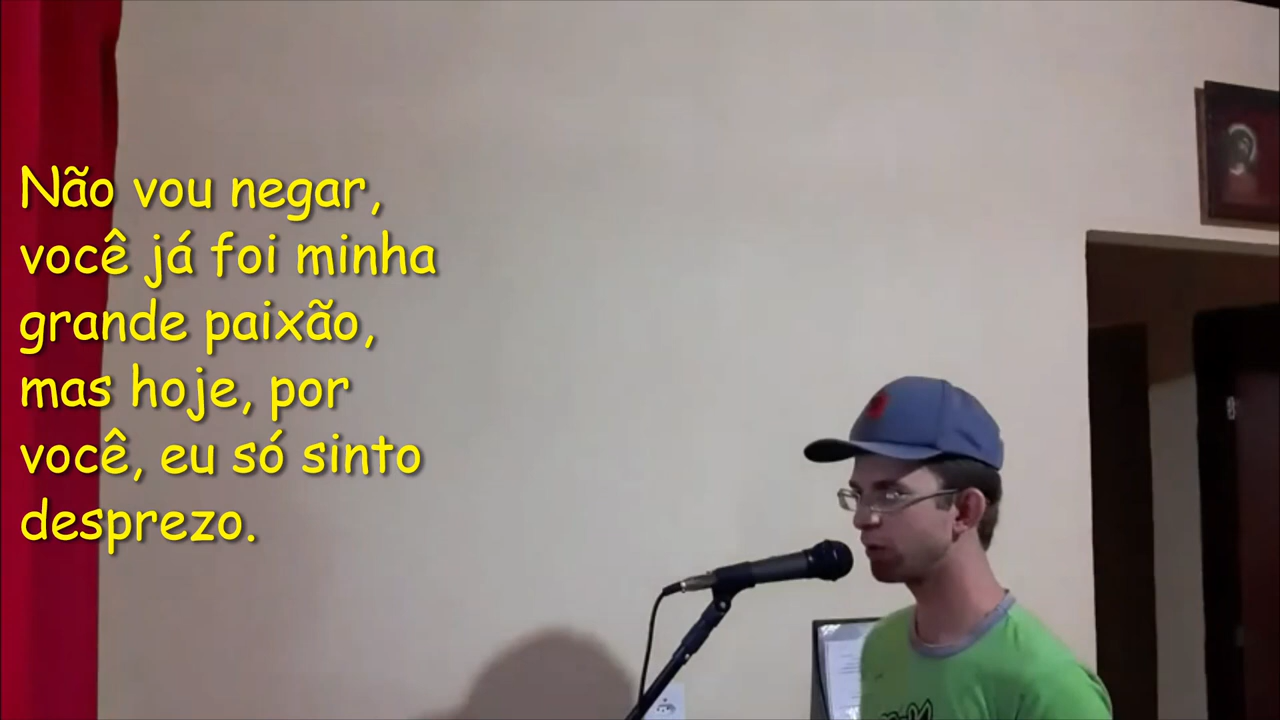 Não vou negar,
você já foi minha
grande paixão,
mas hoje, por
você, eu só sinto
desprezo.